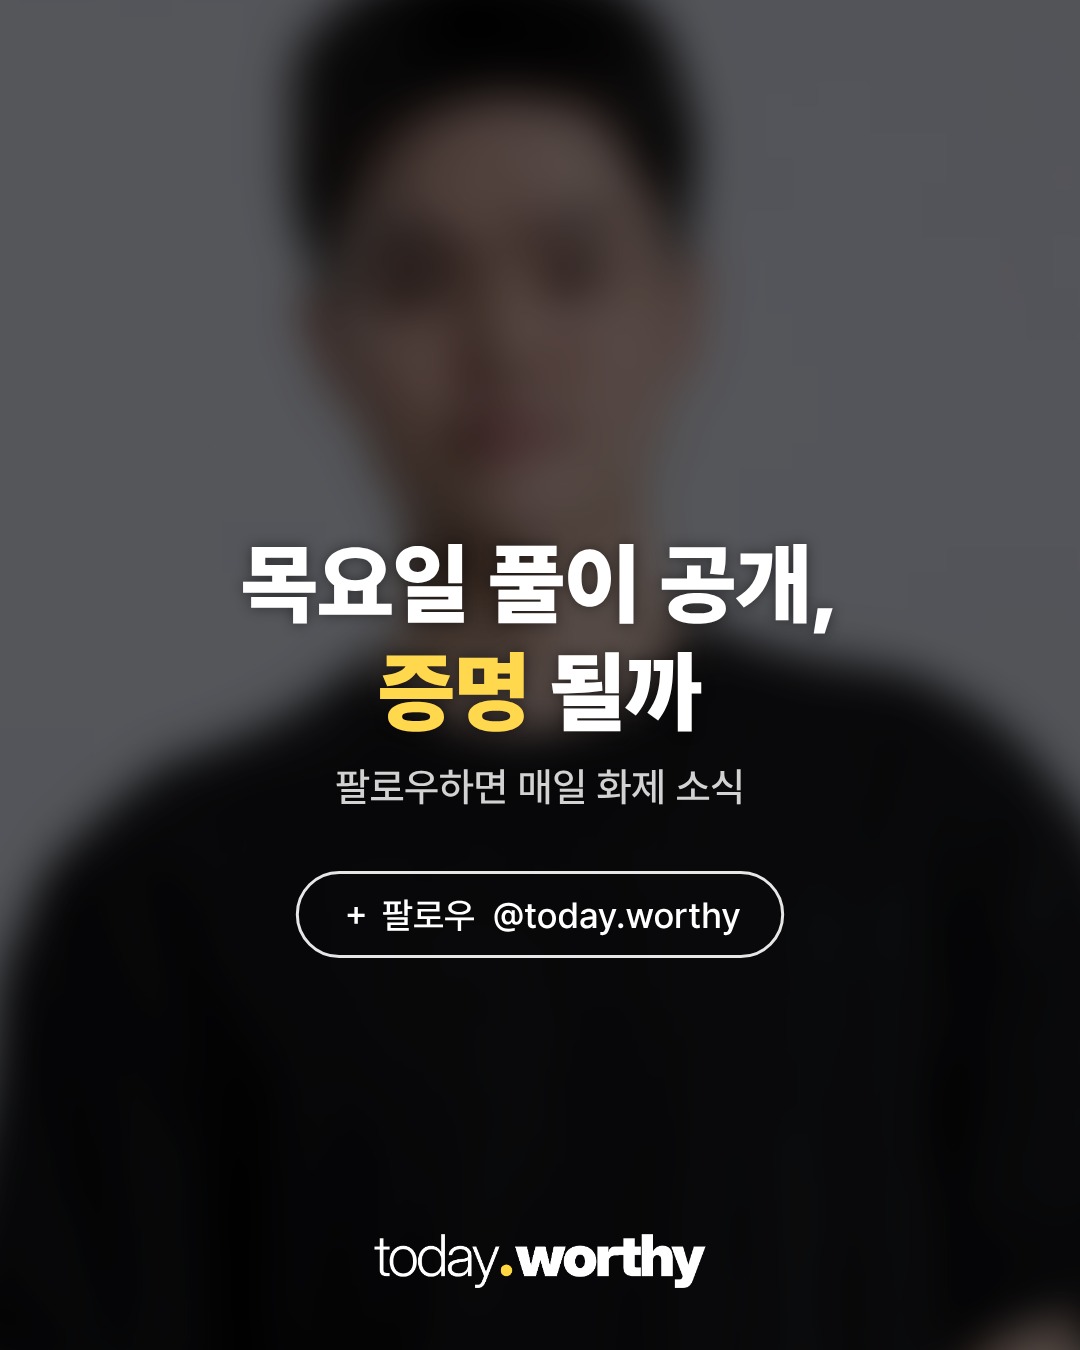 목요일 풀이 공개,
증명 될까
팔로우하면 매일 화제 소식
+ 팔로우 @today.worthy
today.worthy